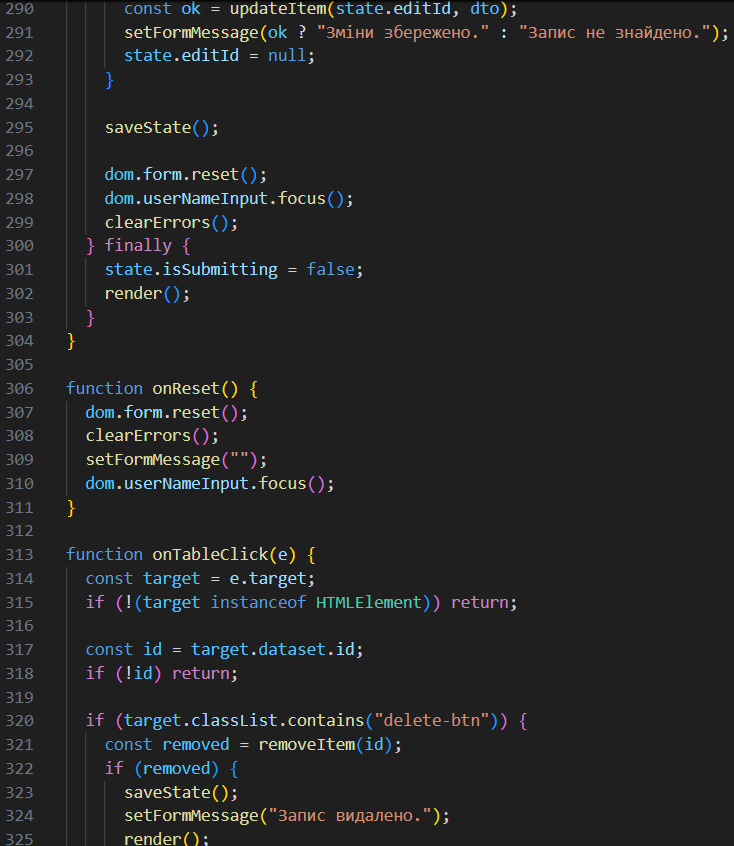 290 const ok = updateItem(state.editId, dto);
291 setFormMessage(ok ? "Зміни збережено." : "Запис не знайдено.");
292 state.editId = null;
293 }
294
295 saveState();
296
297 dom.form.reset();
298 dom.userNameInput.focus();
299 clearErrors();
300 } finally {
301 state.isSubmitting = false;
302 render();
303 }
304 }
305
306 function onReset() {
307 dom.form.reset();
308 clearErrors();
309 setFormMessage("");
310 dom.userNameInput.focus();
311 }
312
313 function onTableClick(e) {
314 const target = e.target;
315 if (!(target instanceof HTMLElement)) return;
316
317 const id = target.dataset.id;
318 if (!id) return;
319
320 if (target.classList.contains("delete-btn")) {
321 const removed = removeItem(id);
322 if (removed) {
323 saveState();
324 setFormMessage("Запис видалено.");
325 render();